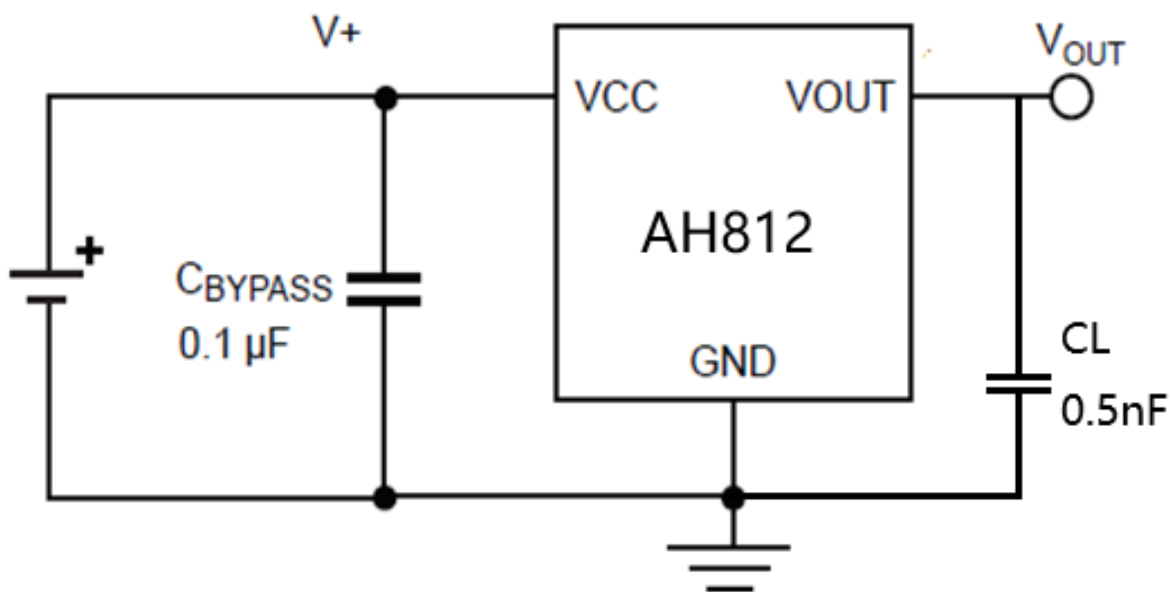 V+
VOUT
VCC
VOUT
AH812
+
CBYPASS
0.1 µF
GND
CL
0.5nF